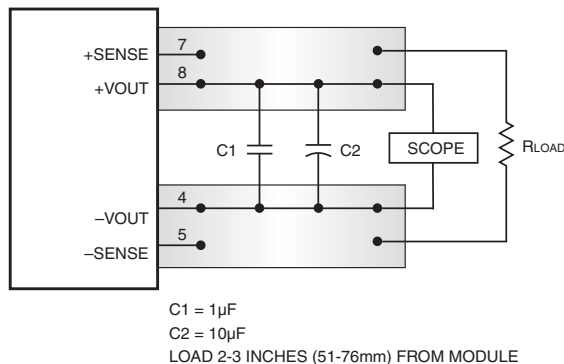 +SENSE
7
+VOUT
8
C1
C2
SCOPE
RLOAD
–VOUT
4
–SENSE
5
C1 = 1µF
C2 = 10µF
LOAD 2-3 INCHES (51-76mm) FROM MODULE